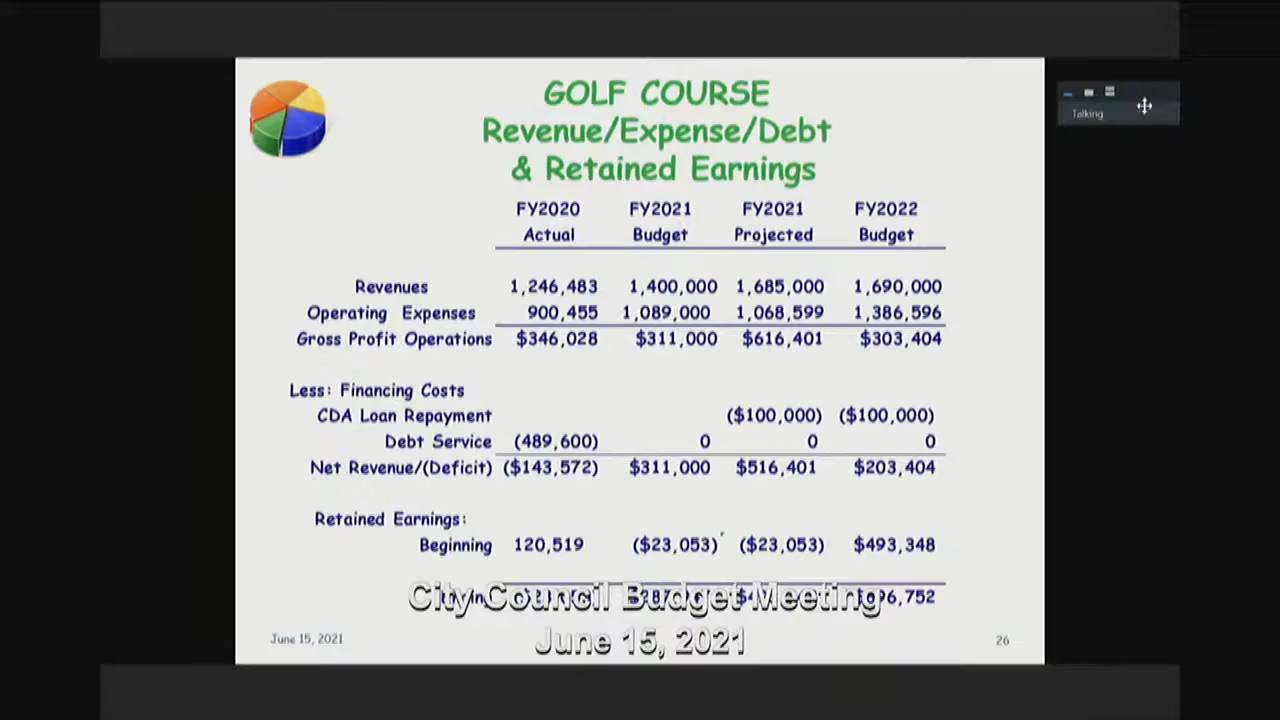 GOLF COURSE
Revenue/Expense/Debt
& Retained Earnings
Talking
FY2020 FY2021 FY2021 FY2022
Actual Budget Projected Budget
Revenues 1,246,483 1,400,000 1,685,000 1,690,000
Operating Expenses 900,455 1,089,000 1,068,599 1,386,596
Gross Profit Operations $346,028 $311,000 $616,401 $303,404
Less: Financing Costs
CDA Loan Repayment ($100,000) ($100,000)
Debt Service (489,600) 0 0 0
Net Revenue/(Deficit) ($143,572) $311,000 $516,401 $203,404
Retained Earnings:
Beginning 120,519 ($23,053) ($23,053) $493,348
City Council Budget Meeting
June 15, 2021
June 15, 2021 26